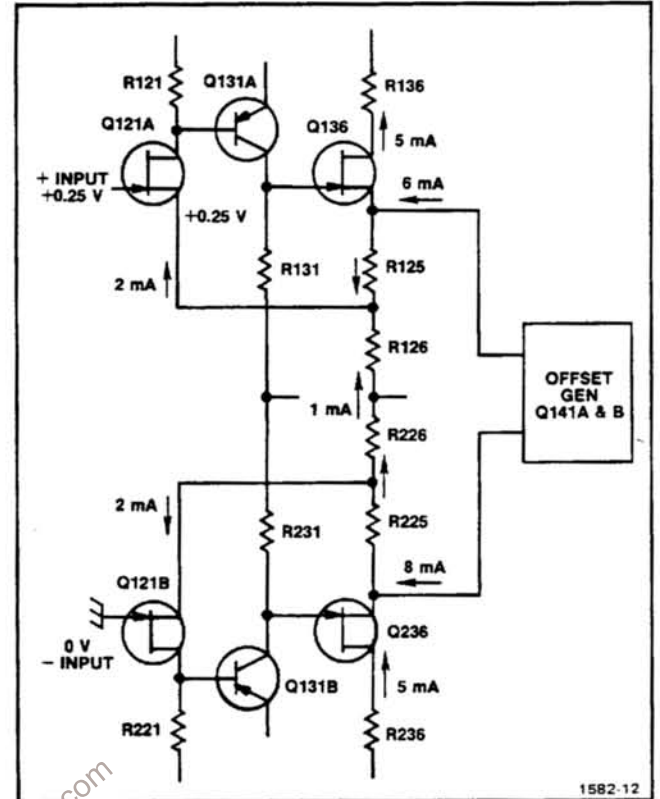 R121
Q131A
R136
Q121A
Q136
5 mA
+ INPUT
+0.25 V
6 mA
+0.25 V
R131
R125
2 mA
R126
OFFSET
GEN
Q141A & B
1 mA
R226
2 mA
R231
R225
8 mA
Q121B
Q236
0 V
– INPUT
Q131B
5 mA
R221
R236
1582-12
.com